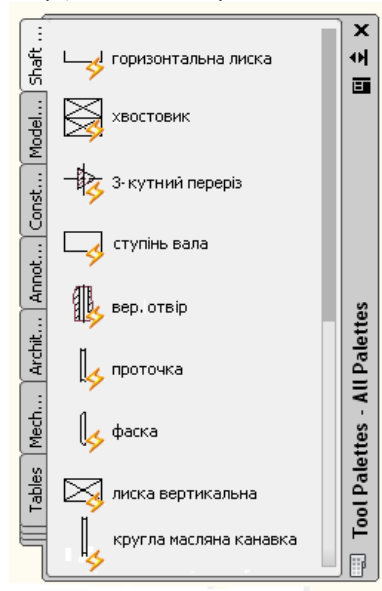 Shaft ...
Model...
Const...
Annot...
Archit...
Mech...
Tables
горизонтальна лиска
хвостовик
3-кутний переріз
ступінь вала
вер. отвір
проточка
фаска
лиска вертикальна
кругла масляна канавка
Tool Palettes - All Palettes